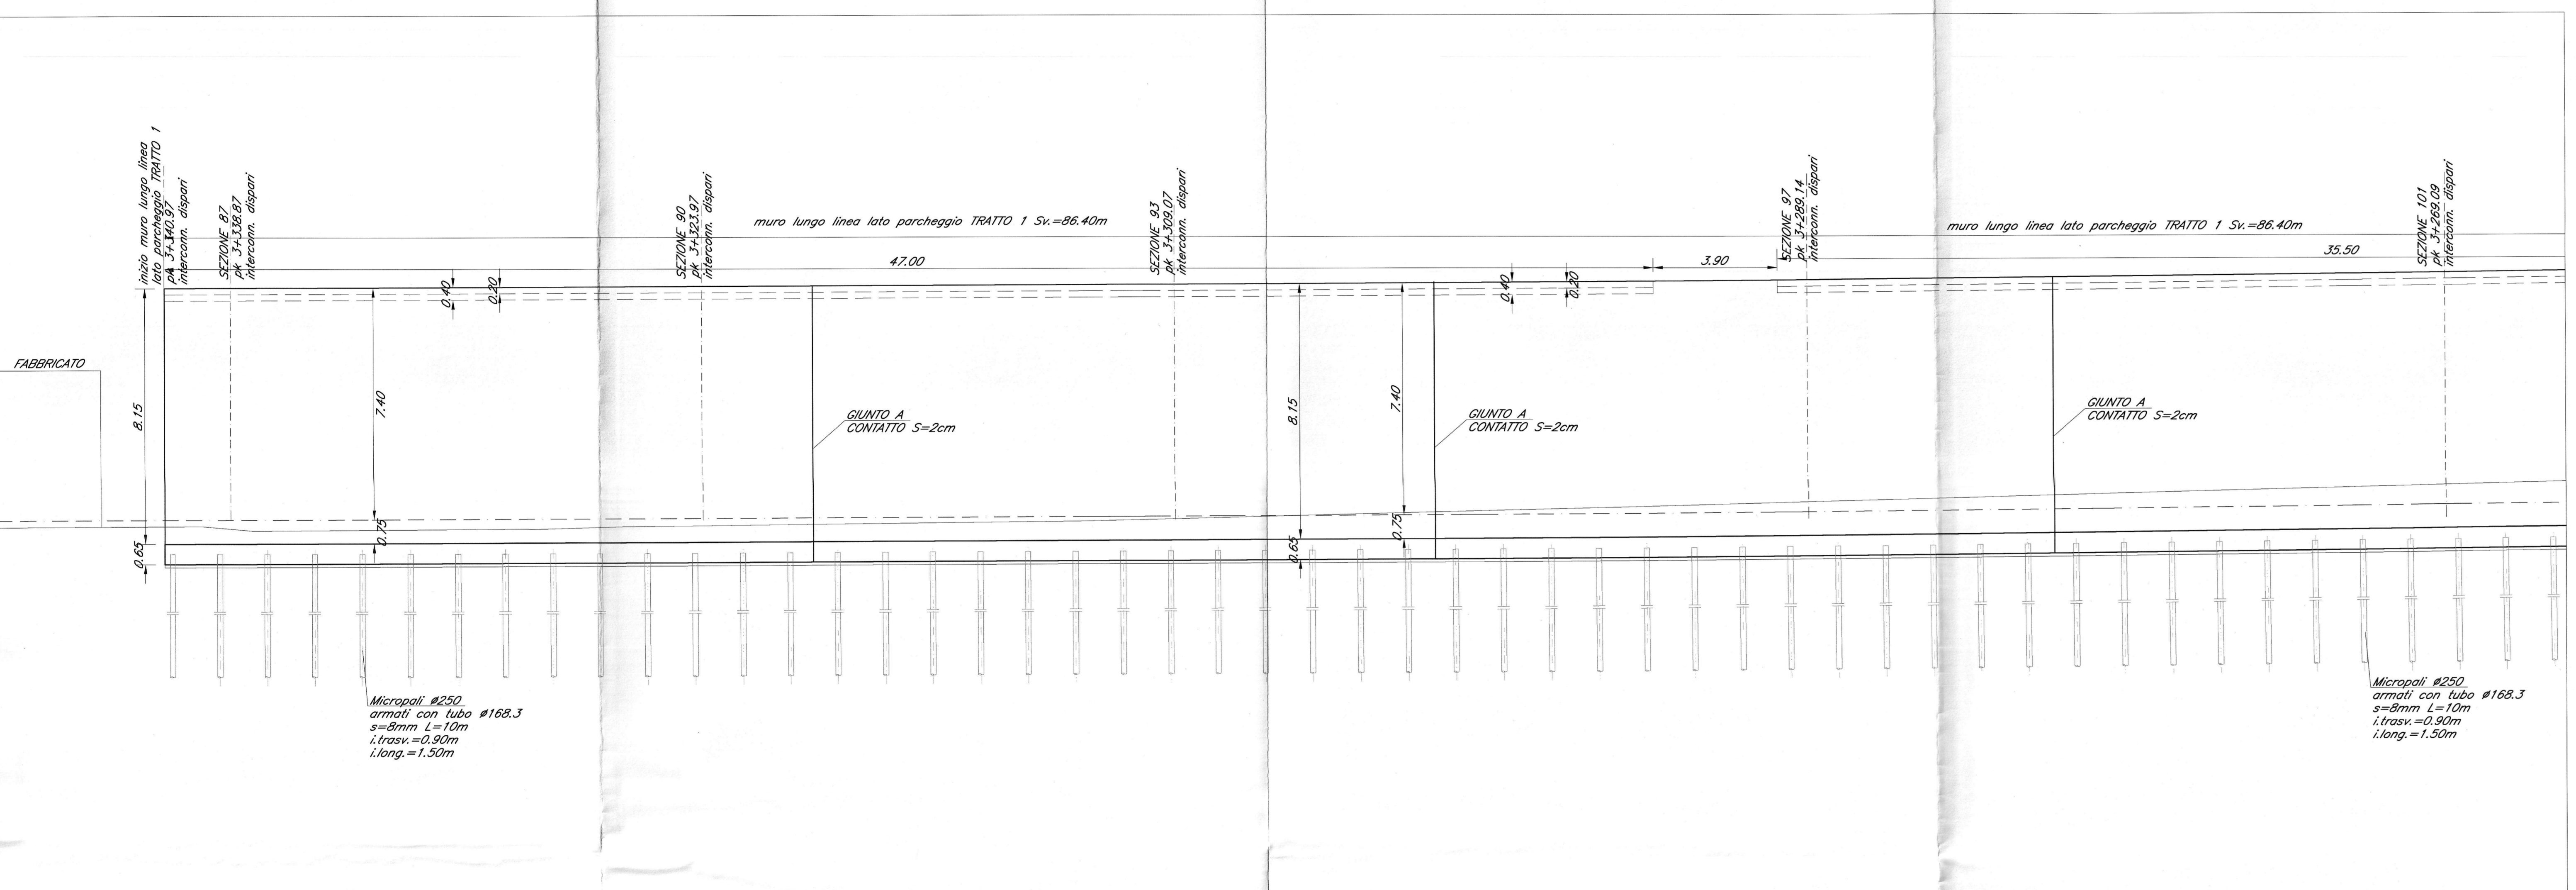 inizio muro lungo linea
lato parcheggio TRATTO 1
pk 3+340.97
interconn. dispari
SEZIONE 87
pk 3+338.87
interconn. dispari
SEZIONE 90
pk 3+323.97
interconn. dispari
muro lungo linea lato parcheggio TRATTO 1 Sv.=86.40m
SEZIONE 93
pk 3+309.07
interconn. dispari
SEZIONE 97
pk 3+289.14
interconn. dispari
muro lungo linea lato parcheggio TRATTO 1 Sv.=86.40m
SEZIONE 101
pk 3+269.09
interconn. dispari
47.00
3.90
35.50
0.40
0.20
0.40
0.20
FABBRICATO
8.15
7.40
GIUNTO A
CONTATTO S=2cm
8.15
7.40
GIUNTO A
CONTATTO S=2cm
GIUNTO A
CONTATTO S=2cm
0.75
0.65
0.75
0.65
Micropali ø250
armati con tubo ø168.3
s=8mm L=10m
i.trasv.=0.90m
i.long.=1.50m
Micropali ø250
armati con tubo ø168.3
s=8mm L=10m
i.trasv.=0.90m
i.long.=1.50m